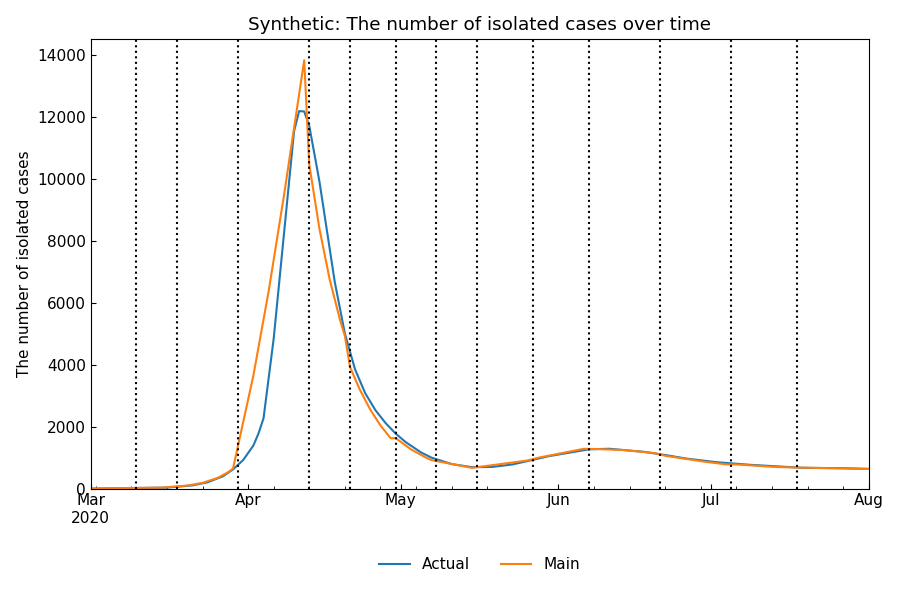 Synthetic: The number of isolated cases over time
The number of isolated cases
14000
12000
10000
8000
6000
4000
2000
0
Mar
2020
Apr
May
Jun
Jul
Aug
Actual
Main